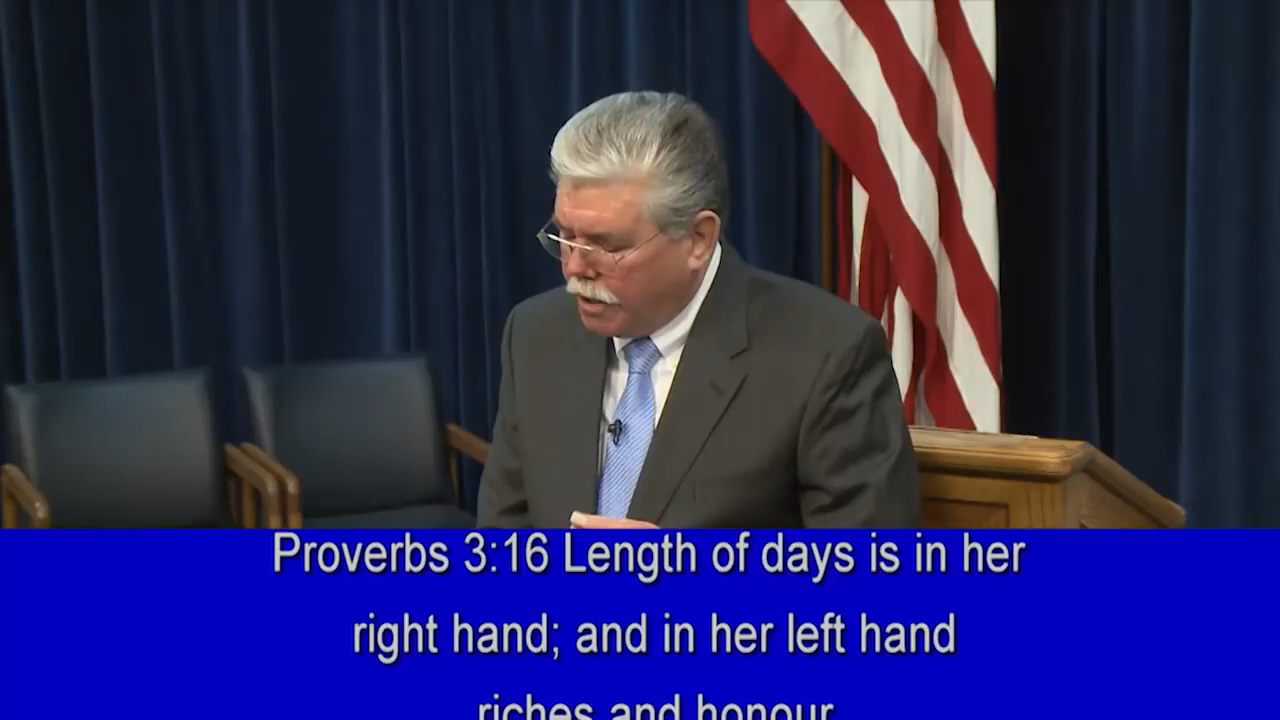 Proverbs 3:16 Length of days is in her
right hand; and in her left hand
riches and honour